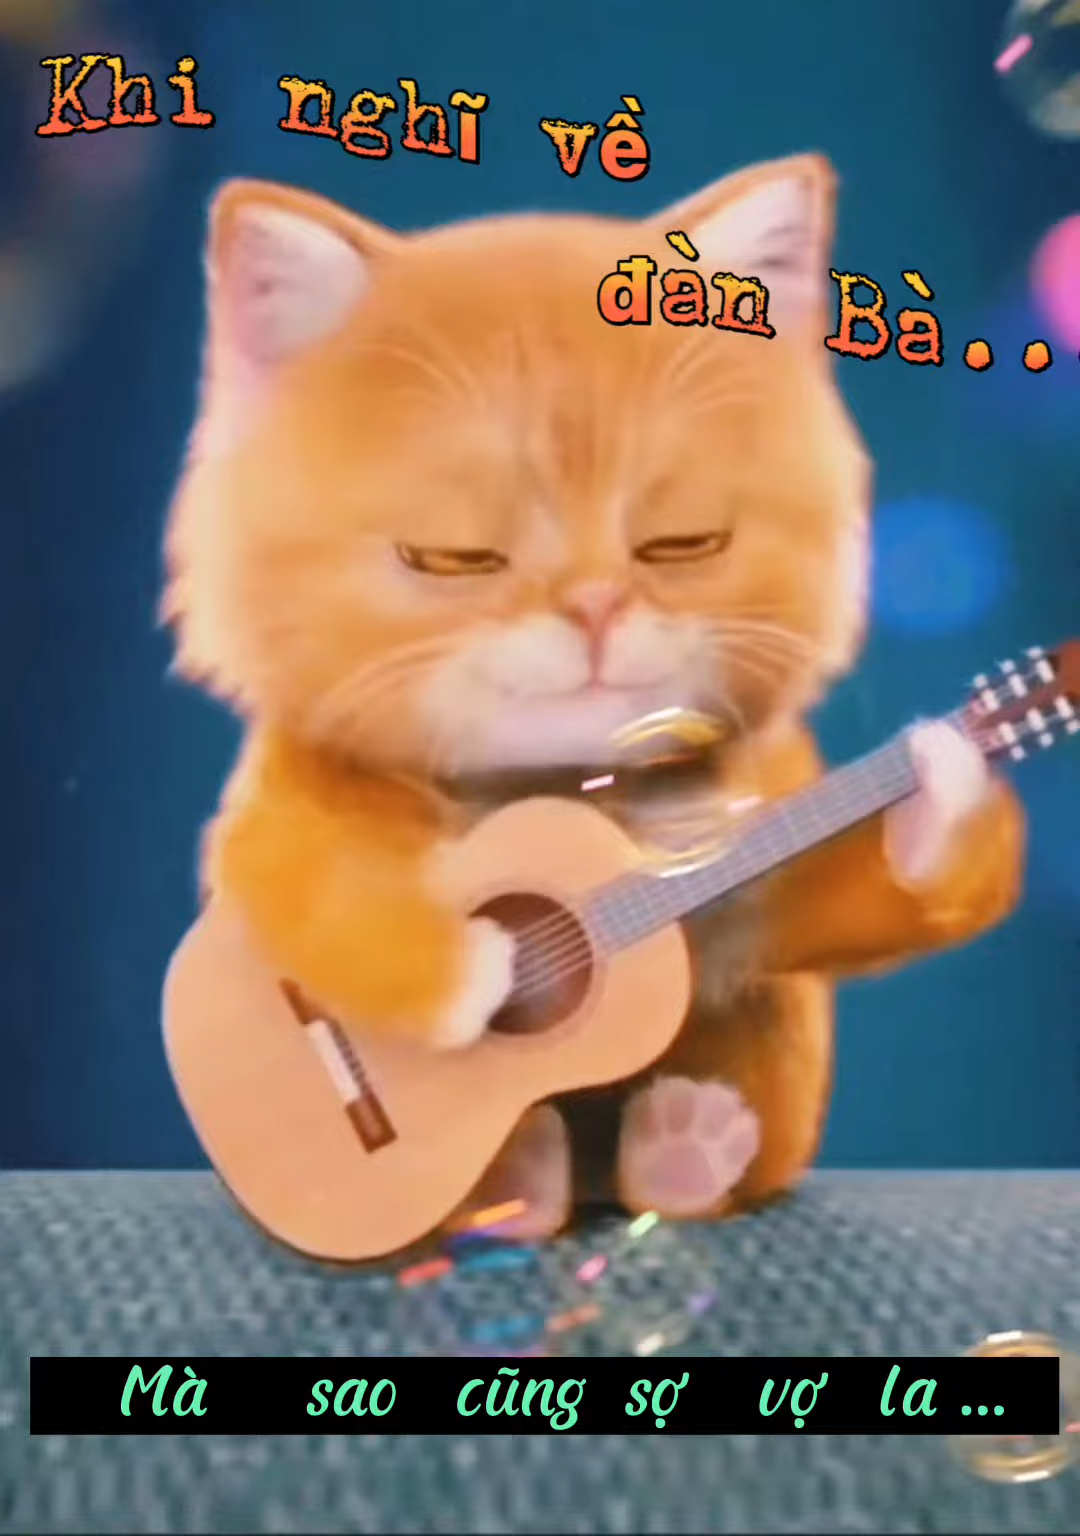 Khi nghĩ về
đàn Bà...
Mà sao cũng sợ vợ la ...